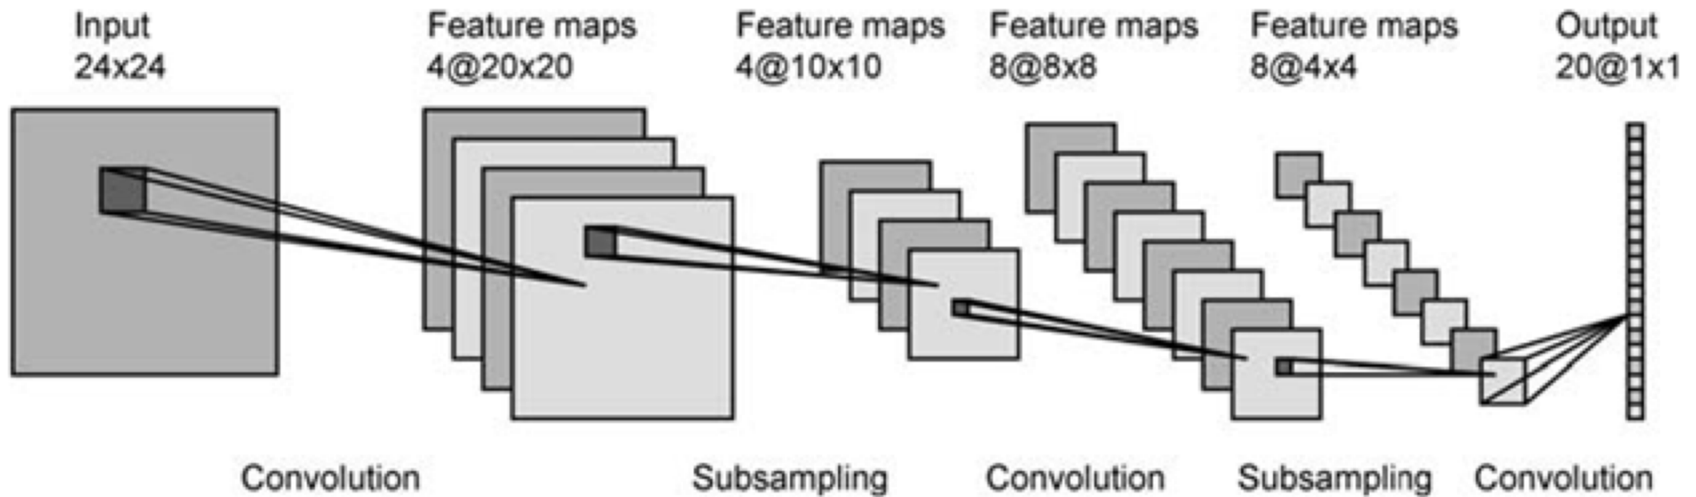 Input
24x24
Feature maps
4@20x20
Feature maps
4@10x10
Feature maps
8@8x8
Feature maps
8@4x4
Output
20@1x1
Convolution
Subsampling
Convolution
Subsampling
Convolution